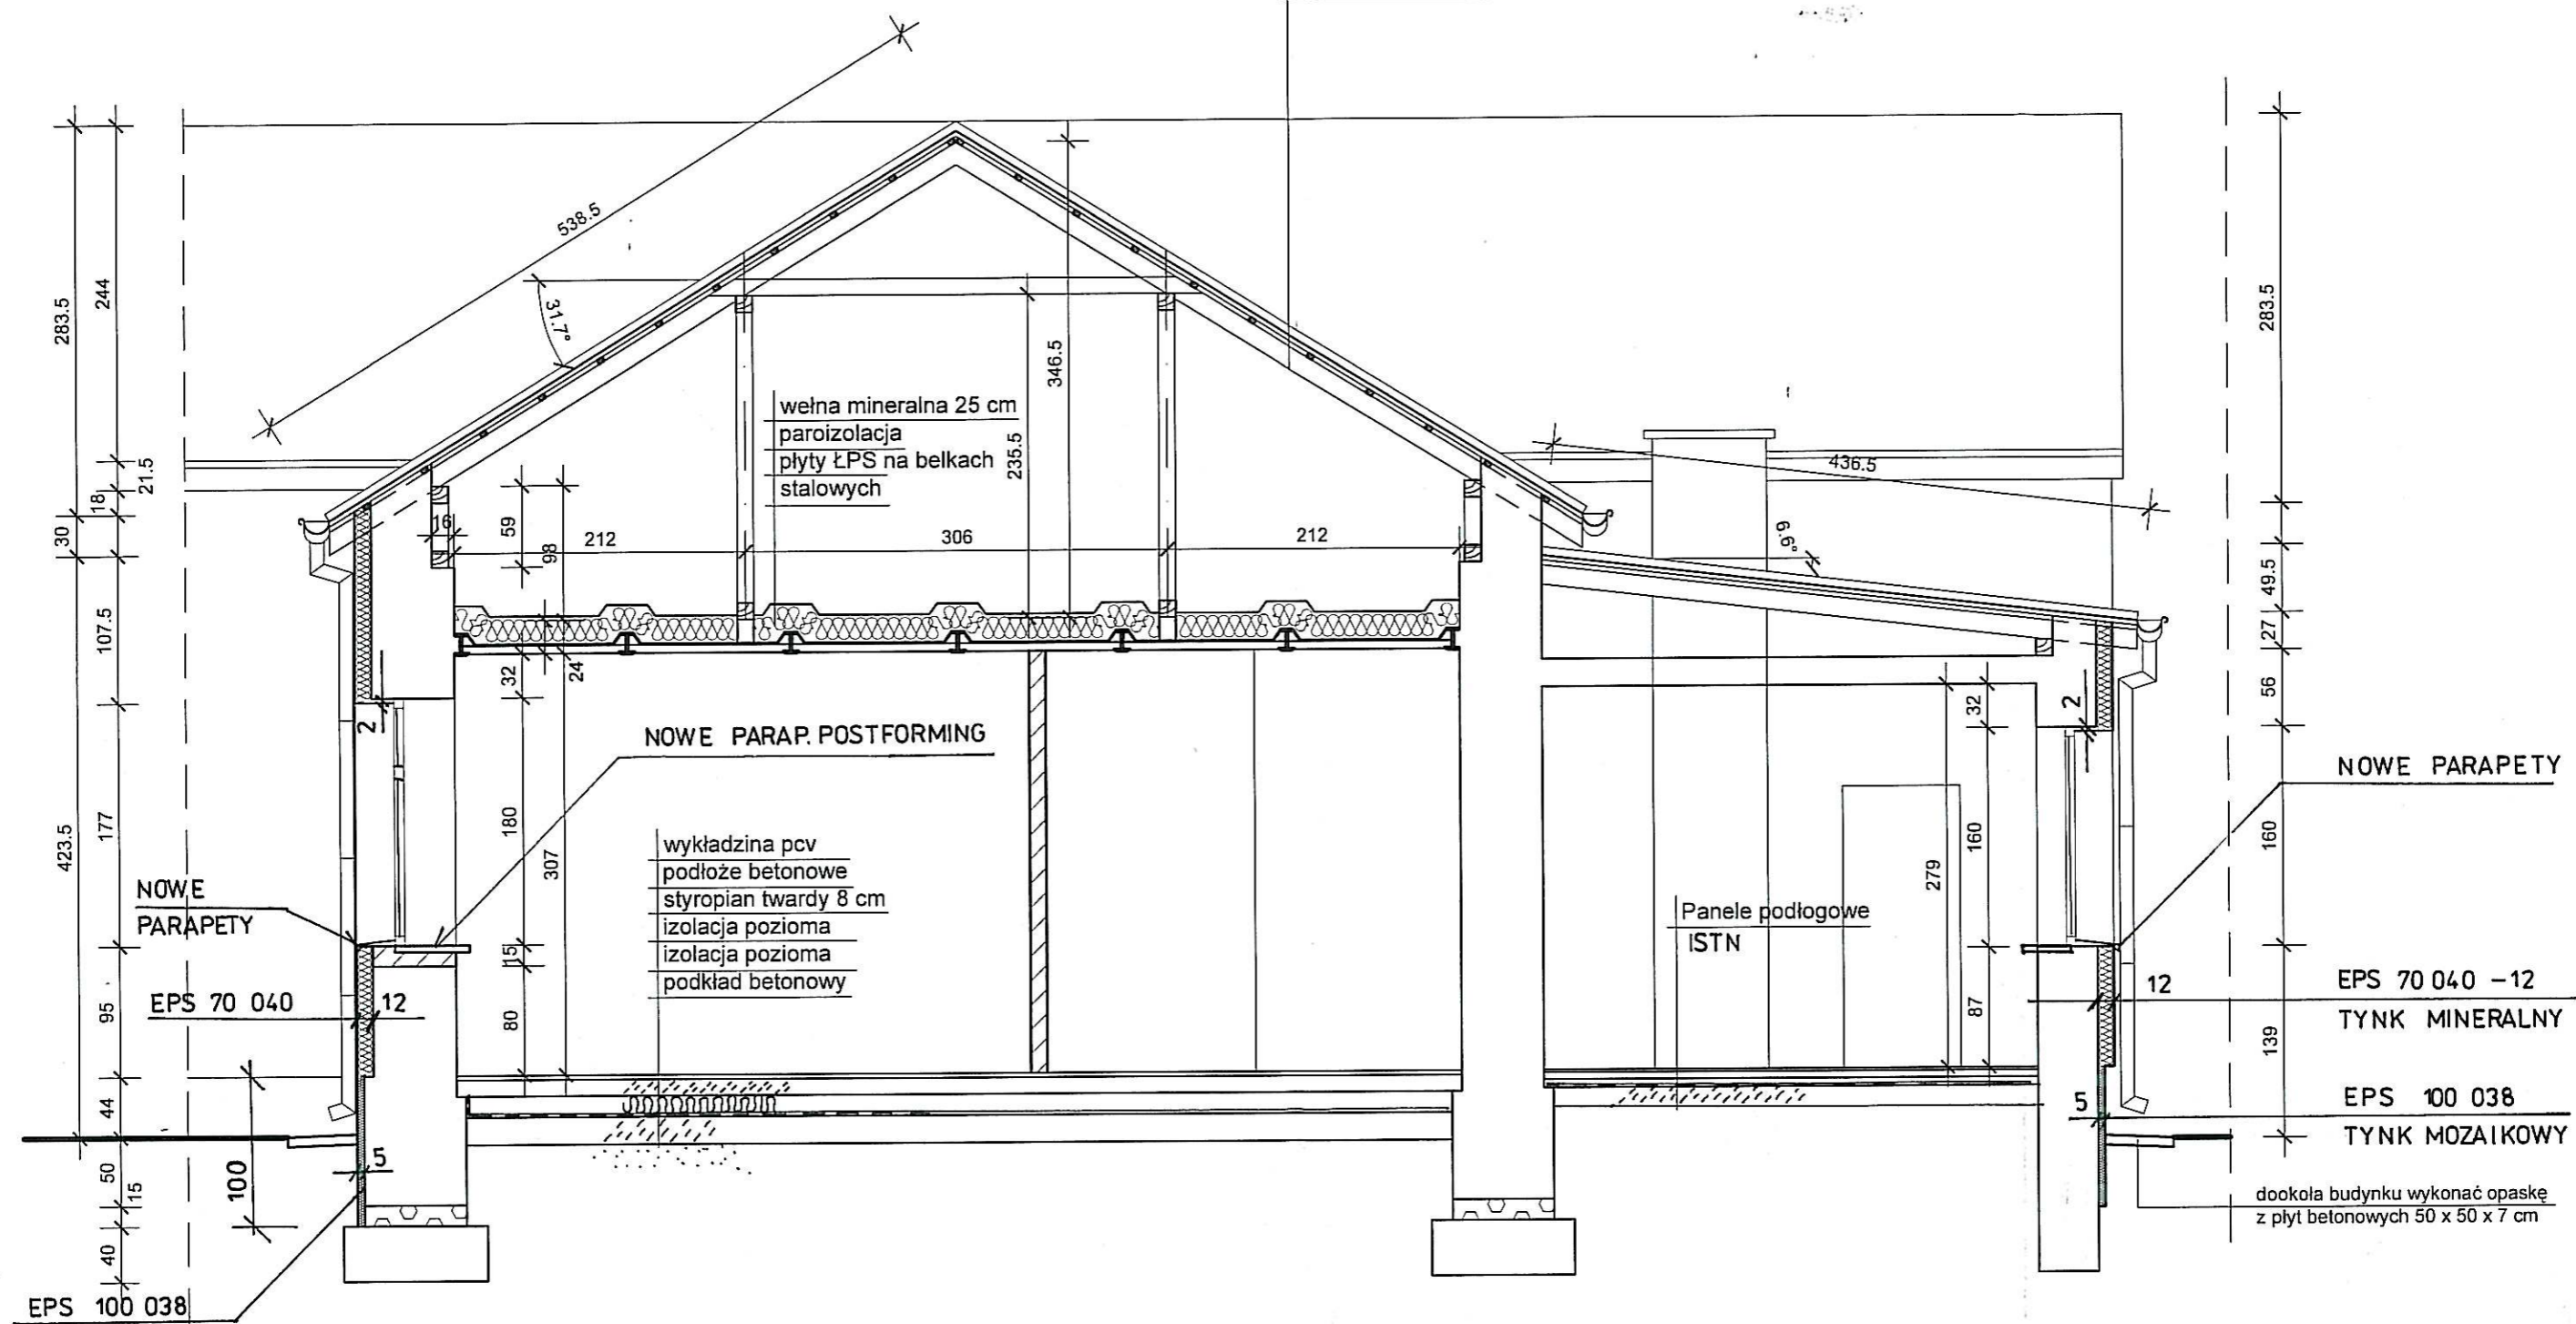 538.5
283.5
244
21.5
18
30
107.5
177
423.5
95
44
50
15
40
100
31.7°
346.5
235.5
wełna mineralna 25 cm
paroizolacja
płyty ŁPS na belkach
stalowych
16
59
98
212
306
212
32
24
2
NOWE PARAP. POSTFORMING
180
307
15
80
wykładzina pcv
podłoże betonowe
styropian twardy 8 cm
izolacja pozioma
izolacja pozioma
podkład betonowy
NOWE
PARAPETY
EPS 70 040
12
5
EPS 100 038
436.5
6.6°
32
2
160
279
87
Panele podłogowe
ISTN
283.5
49.5
27
56
160
139
NOWE PARAPETY
12
EPS 70 040 -12
TYNK MINERALNY
5
EPS 100 038
TYNK MOZAIKOWY
dookoła budynku wykonać opaskę
z płyt betonowych 50 x 50 x 7 cm